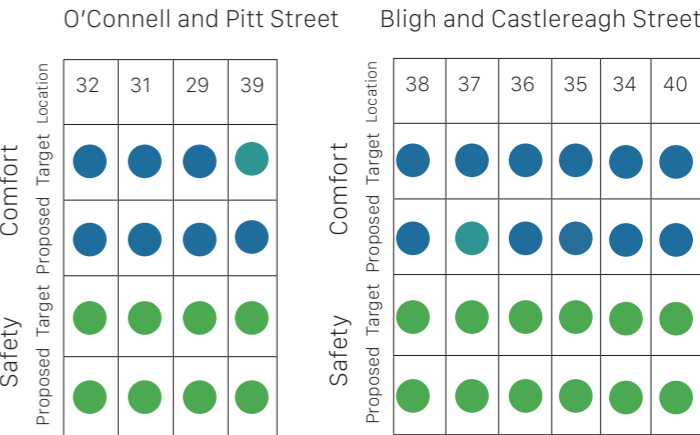 O'Connell and Pitt Street
Location 32 31 29 39
Comfort
Target
Proposed
Safety
Target
Proposed
Bligh and Castlereagh Street
Location 38 37 36 35 34 40
Comfort
Target
Proposed
Safety
Target
Proposed